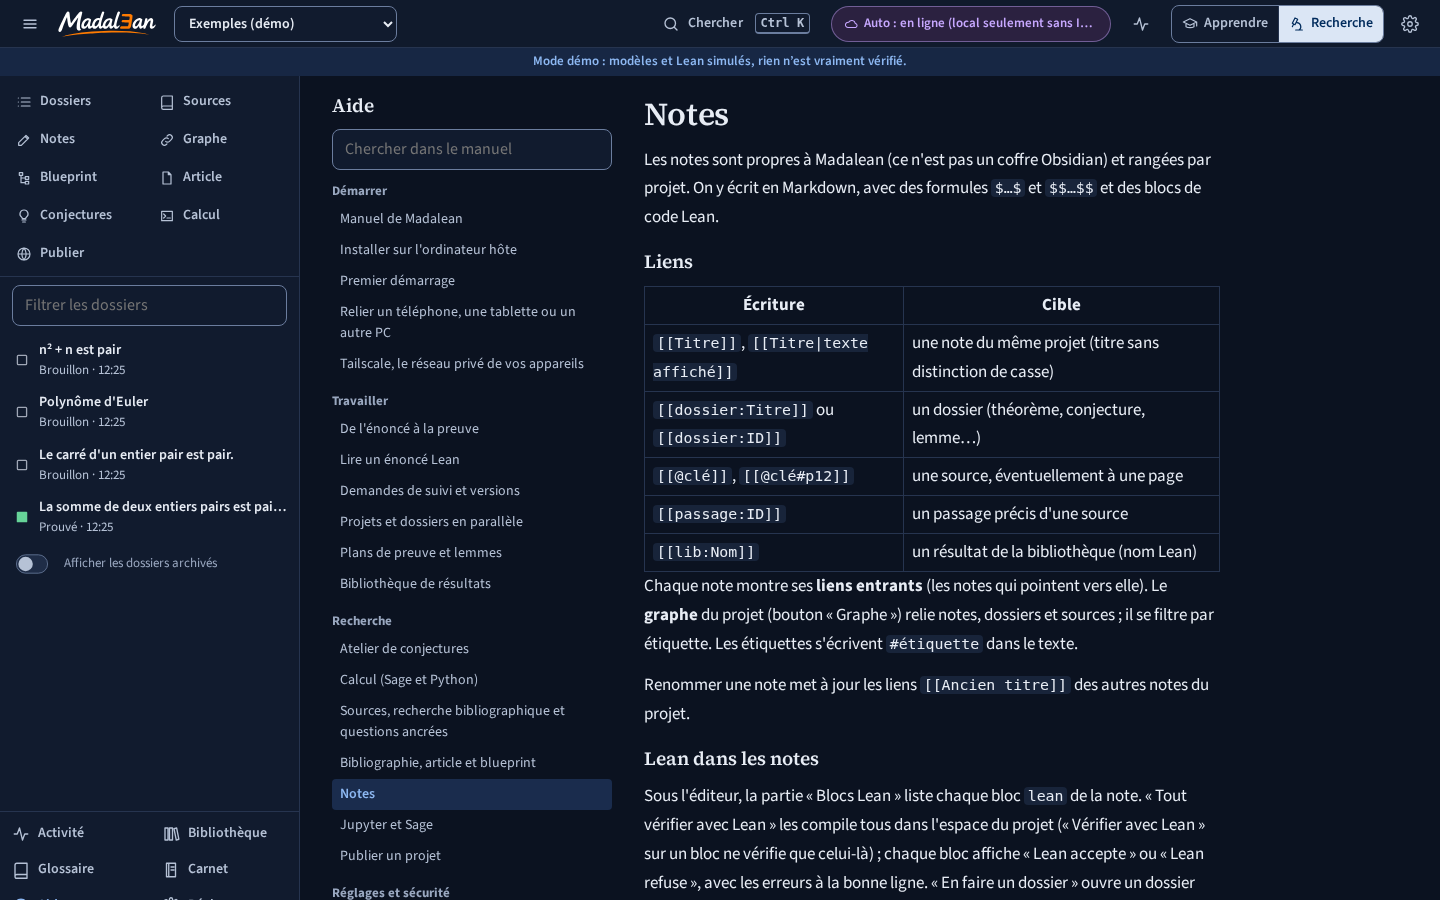 Madal3an
Exemples (démo)
Chercher
Ctrl K
Auto : en ligne (local seulement sans I…
Apprendre
Recherche
Mode démo : modèles et Lean simulés, rien n’est vraiment vérifié.
Dossiers
Sources
Notes
Graphe
Blueprint
Article
Conjectures
Calcul
Publier
Filtrer les dossiers
n² + n est pair
Brouillon · 12:25
Polynôme d'Euler
Brouillon · 12:25
Le carré d'un entier pair est pair.
Brouillon · 12:25
La somme de deux entiers pairs est pai…
Prouvé · 12:25
Afficher les dossiers archivés
Activité
Bibliothèque
Glossaire
Carnet
Aide
Chercher dans le manuel
Démarrer
Manuel de Madalean
Installer sur l'ordinateur hôte
Premier démarrage
Relier un téléphone, une tablette ou un
autre PC
Tailscale, le réseau privé de vos appareils
Travailler
De l'énoncé à la preuve
Lire un énoncé Lean
Demandes de suivi et versions
Projets et dossiers en parallèle
Plans de preuve et lemmes
Bibliothèque de résultats
Recherche
Atelier de conjectures
Calcul (Sage et Python)
Sources, recherche bibliographique et
questions ancrées
Bibliographie, article et blueprint
Notes
Jupyter et Sage
Publier un projet
Réglages et sécurité
Notes
Les notes sont propres à Madalean (ce n'est pas un coffre Obsidian) et rangées par
projet. On y écrit en Markdown, avec des formules $…$ et $$…$$ et des blocs de
code Lean.
Liens
Écriture
Cible
[[Titre]], [[Titre|texte
affiché]]
une note du même projet (titre sans
distinction de casse)
[[dossier:Titre]] ou
[[dossier:ID]]
un dossier (théorème, conjecture,
lemme…)
[[@clé]], [[@clé#p12]]
une source, éventuellement à une page
[[passage:ID]]
un passage précis d'une source
[[lib:Nom]]
un résultat de la bibliothèque (nom Lean)
Chaque note montre ses liens entrants (les notes qui pointent vers elle). Le
graphe du projet (bouton « Graphe ») relie notes, dossiers et sources ; il se filtre par
étiquette. Les étiquettes s'écrivent #étiquette dans le texte.
Renommer une note met à jour les liens [[Ancien titre]] des autres notes du
projet.
Lean dans les notes
Sous l'éditeur, la partie « Blocs Lean » liste chaque bloc lean de la note. « Tout
vérifier avec Lean » les compile tous dans l'espace du projet (« Vérifier avec Lean »
sur un bloc ne vérifie que celui-là) ; chaque bloc affiche « Lean accepte » ou « Lean
refuse », avec les erreurs à la bonne ligne. « En faire un dossier » ouvre un dossier